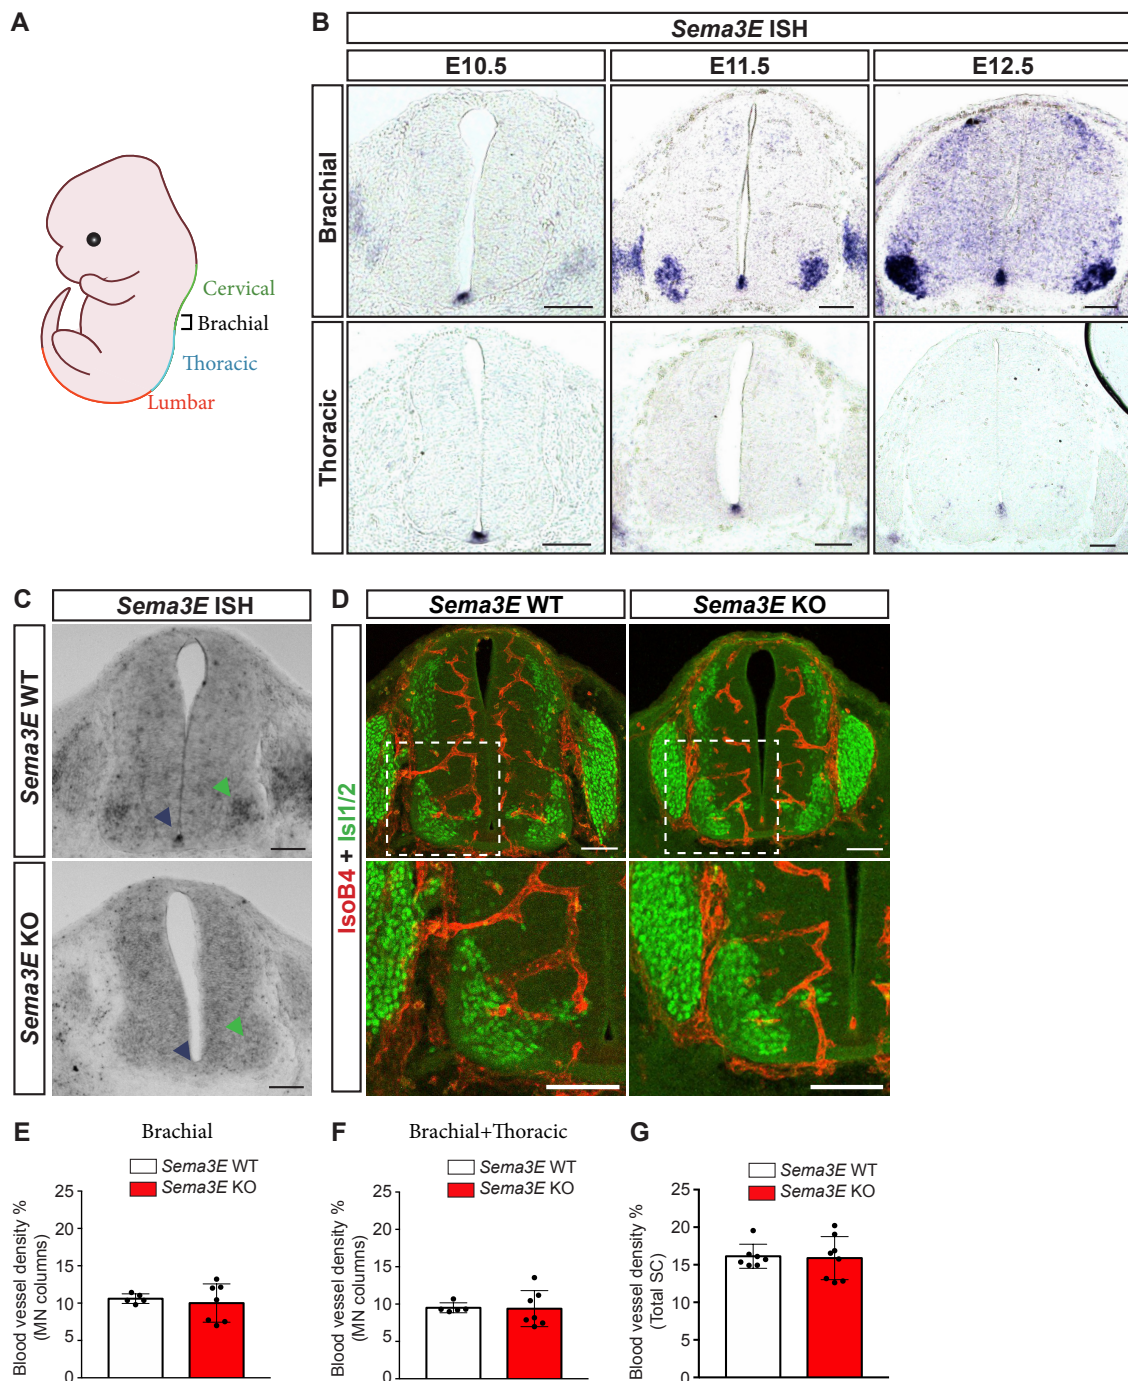 A
B
Sema3E ISH
E10.5
E11.5
E12.5
Brachial
Thoracic
Cervical
Brachial
Thoracic
Lumbar
C
Sema3E ISH
Sema3E WT
Sema3E KO
D
Sema3E WT
Sema3E KO
IsoB4 + Isl1/2
E
Brachial
Sema3E WT
Sema3E KO
Blood vessel density %
(MN columns)
25
20
15
10
5
0
F
Brachial+Thoracic
Sema3E WT
Sema3E KO
Blood vessel density %
(MN columns)
25
20
15
10
5
0
G
Sema3E WT
Sema3E KO
Blood vessel density %
(Total SC)
25
20
15
10
5
0